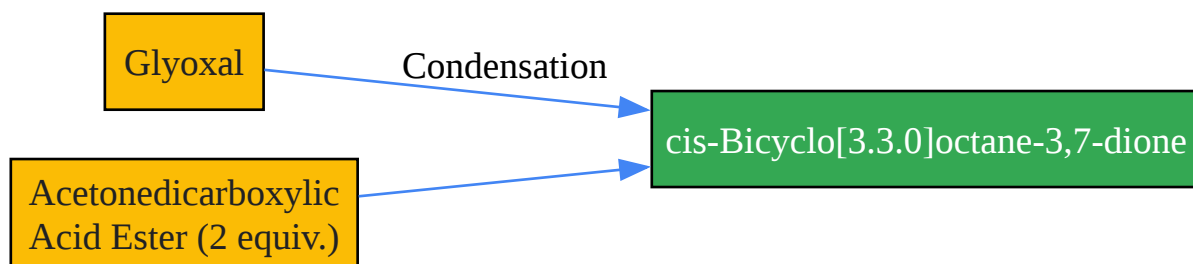 Glyoxal
Condensation
cis-Bicyclo[3.3.0]octane-3,7-dione
Acetonedicarboxylic
Acid Ester (2 equiv.)